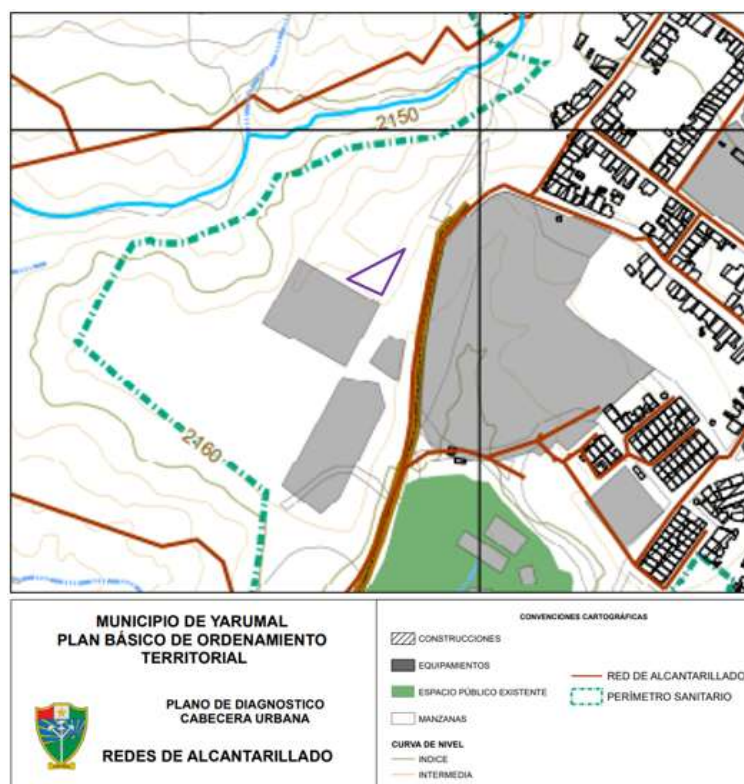 2150
2160
MUNICIPIO DE YARUMAL
PLAN BÁSICO DE ORDENAMIENTO
TERRITORIAL
PLANO DE DIAGNOSTICO
CABECERA URBANA
REDES DE ALCANTARILLADO
CONVENCIONES CARTOGRÁFICAS
CONSTRUCCIONES
EQUIPAMIENTOS
ESPACIO PÚBLICO EXISTENTE
MANZANAS
CURVA DE NIVEL
INDICE
INTERMEDIA
RED DE ALCANTARILLADO
PERÍMETRO SANITARIO